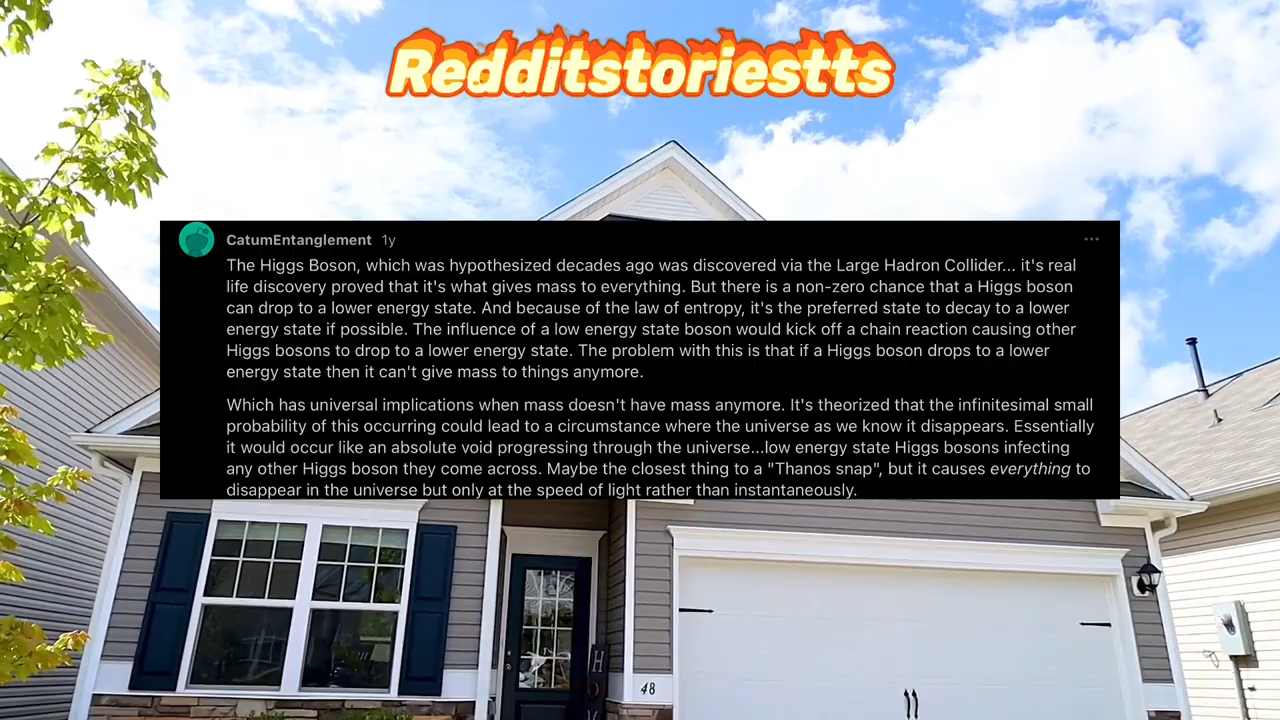 Redditstoriestts
CatumEntanglement 1y
The Higgs Boson, which was hypothesized decades ago was discovered via the Large Hadron Collider... it's real
life discovery proved that it's what gives mass to everything. But there is a non-zero chance that a Higgs boson
can drop to a lower energy state. And because of the law of entropy, it's the preferred state to decay to a lower
energy state if possible. The influence of a low energy state boson would kick off a chain reaction causing other
Higgs bosons to drop to a lower energy state. The problem with this is that if a Higgs boson drops to a lower
energy state then it can't give mass to things anymore.
Which has universal implications when mass doesn't have mass anymore. It's theorized that the infinitesimal small
probability of this occurring could lead to a circumstance where the universe as we know it disappears. Essentially
it would occur like an absolute void progressing through the universe...low energy state Higgs bosons infecting
any other Higgs boson they come across. Maybe the closest thing to a "Thanos snap", but it causes everything to
disappear in the universe but only at the speed of light rather than instantaneously.
48